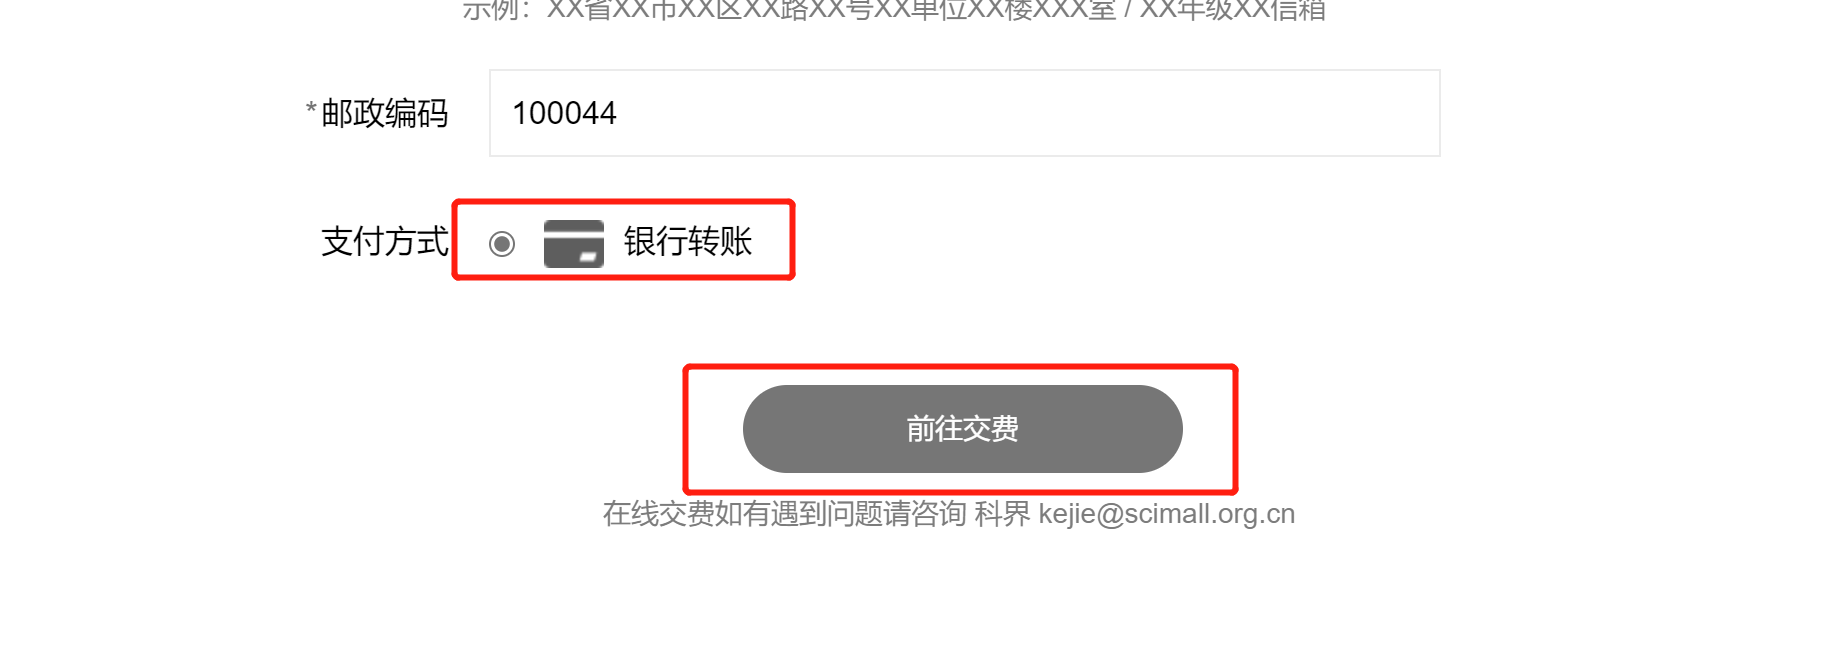 示例：XX省XX市XX区XX路XX号XX单位XX楼XXX室 / XX年级XX信箱
*邮政编码 100044
支付方式 银行转账
前往交费
在线交费如有遇到问题请咨询 科界 kejie@scimall.org.cn